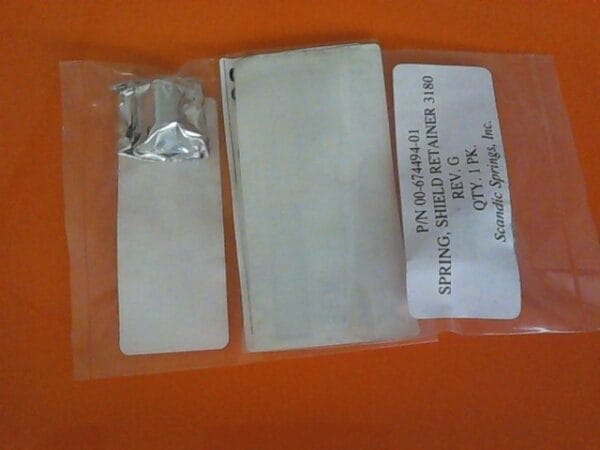 P/N 00-674494-01
SPRING, SHIELD RETAINER 3180
REV. G
QTY. 1 PK.
Scandic Springs, Inc.